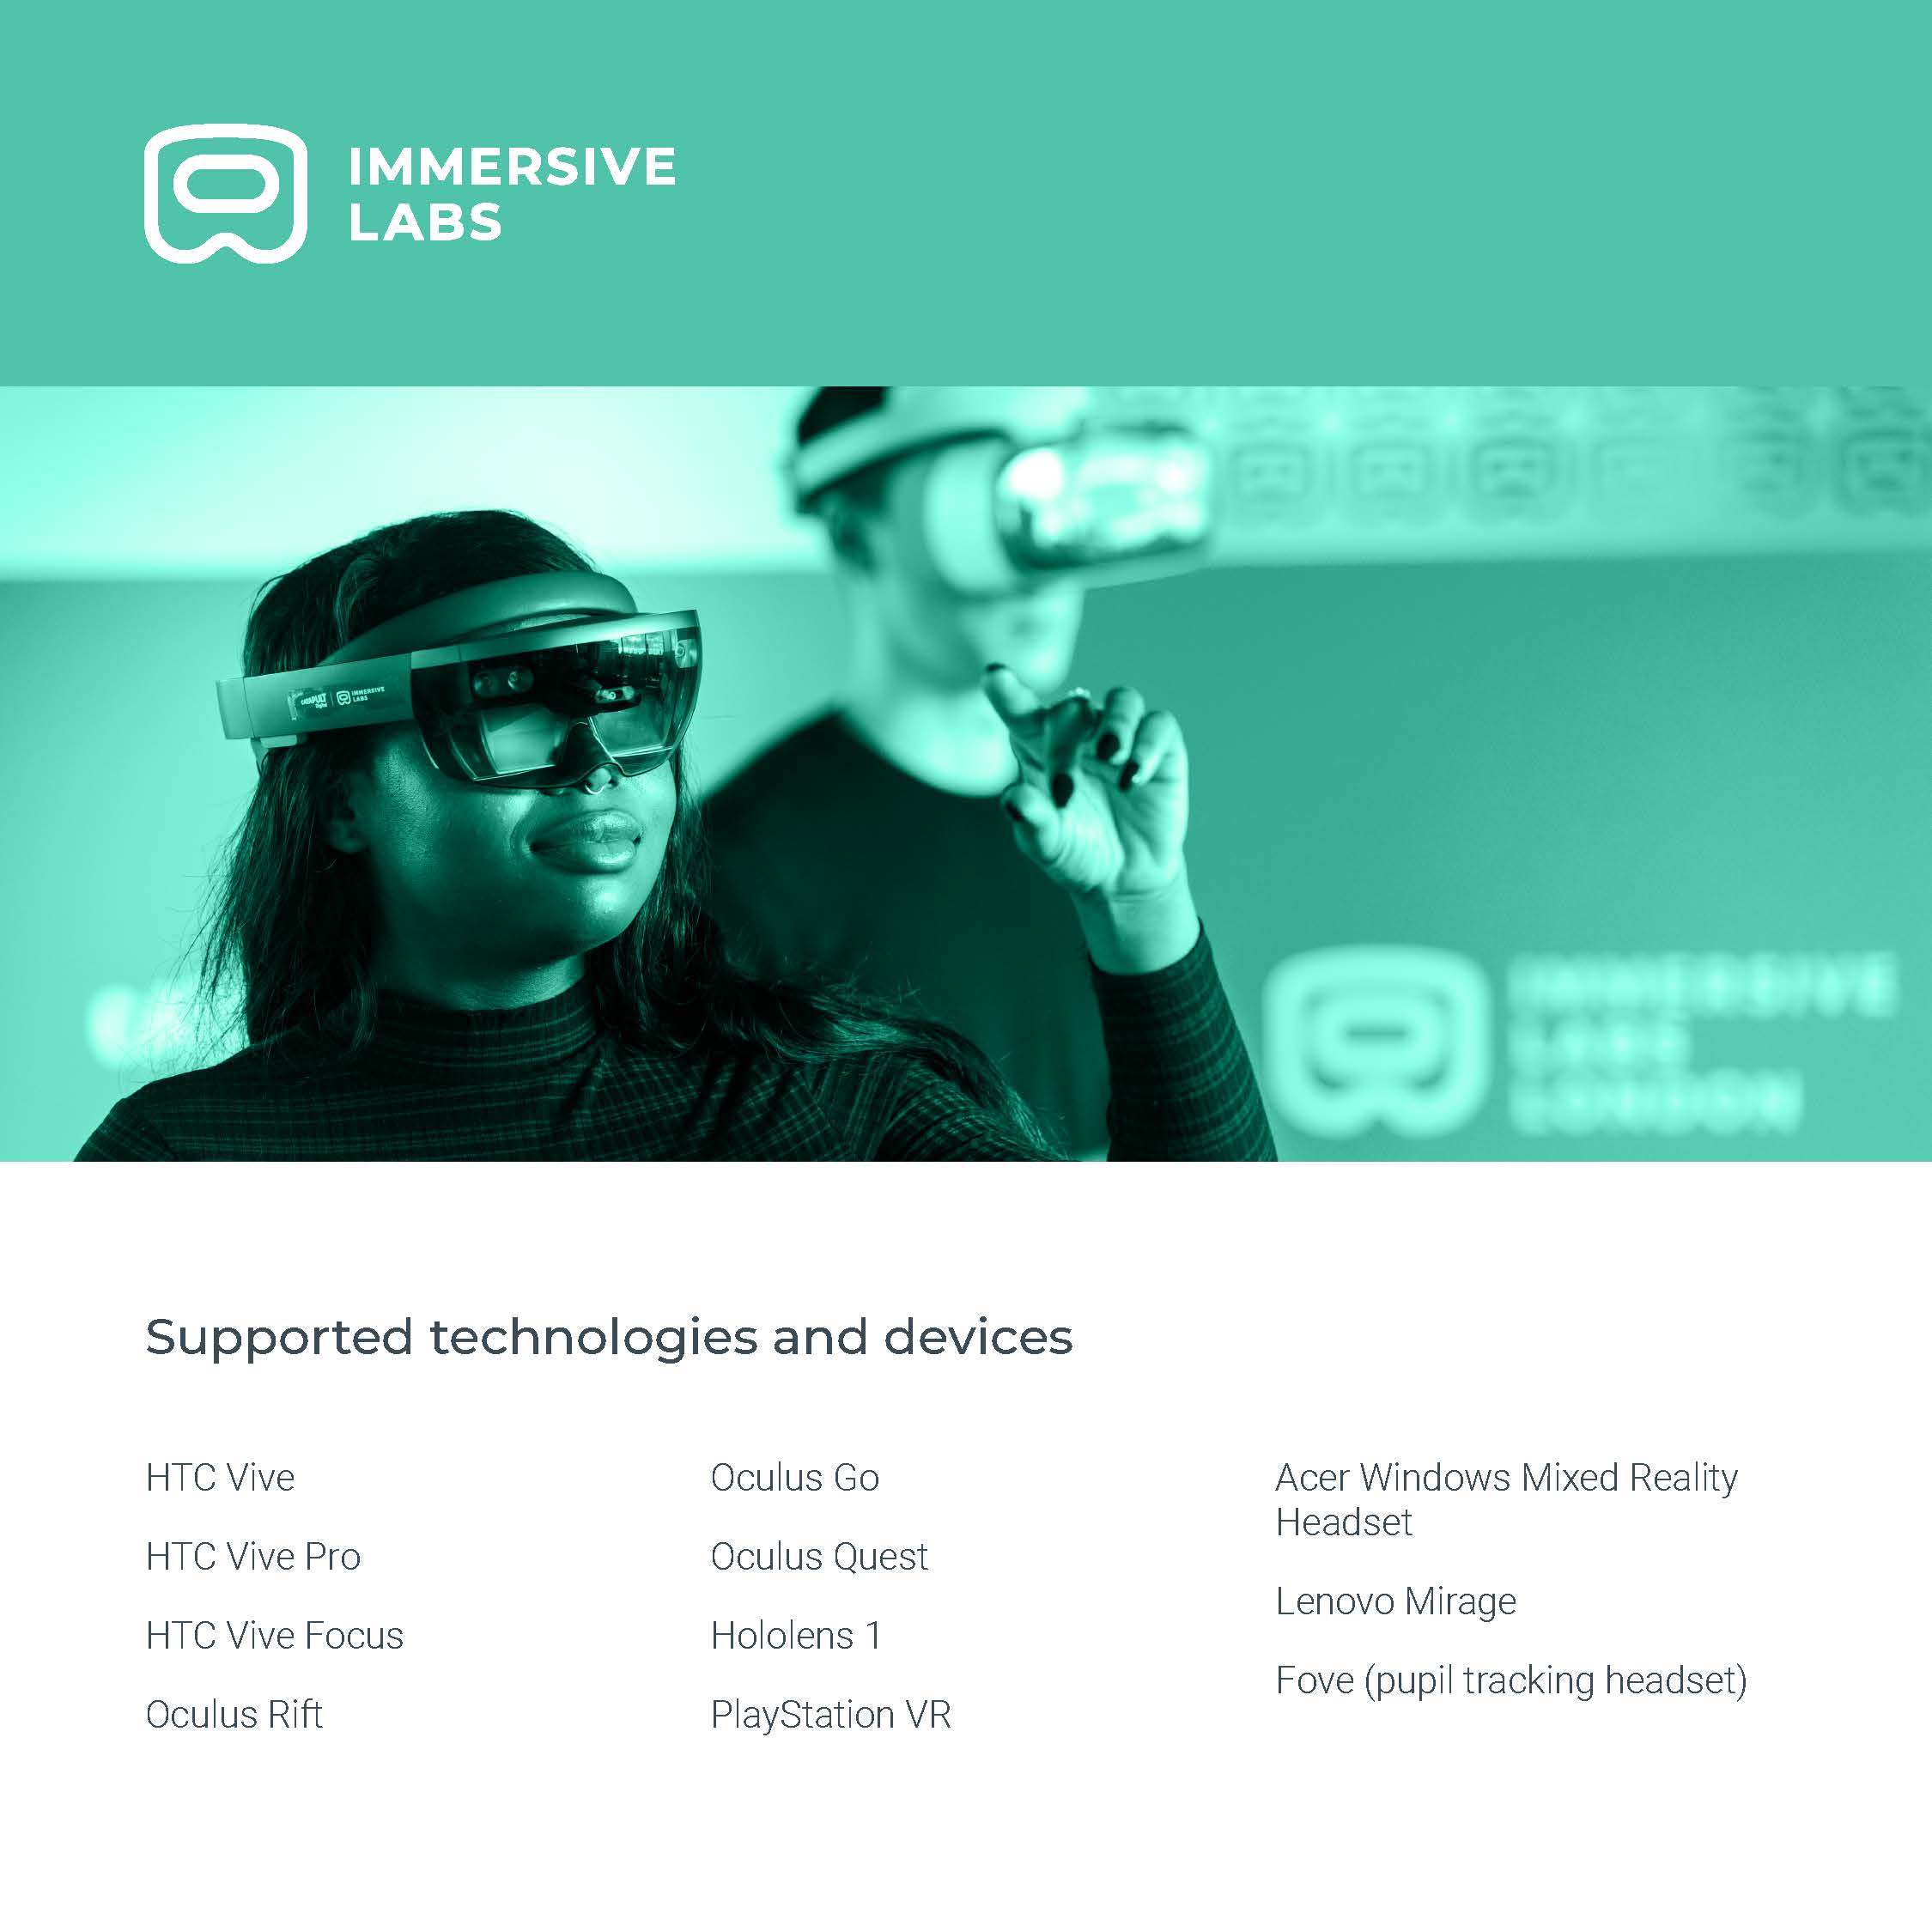 IMMERSIVE
LABS
CATAPULT
Digital
IMMERSIVE
LABS
IMMERSIVE
LABS
LONDON
Supported technologies and devices
HTC Vive
HTC Vive Pro
HTC Vive Focus
Oculus Rift
Oculus Go
Oculus Quest
Hololens 1
PlayStation VR
Acer Windows Mixed Reality
Headset
Lenovo Mirage
Fove (pupil tracking headset)